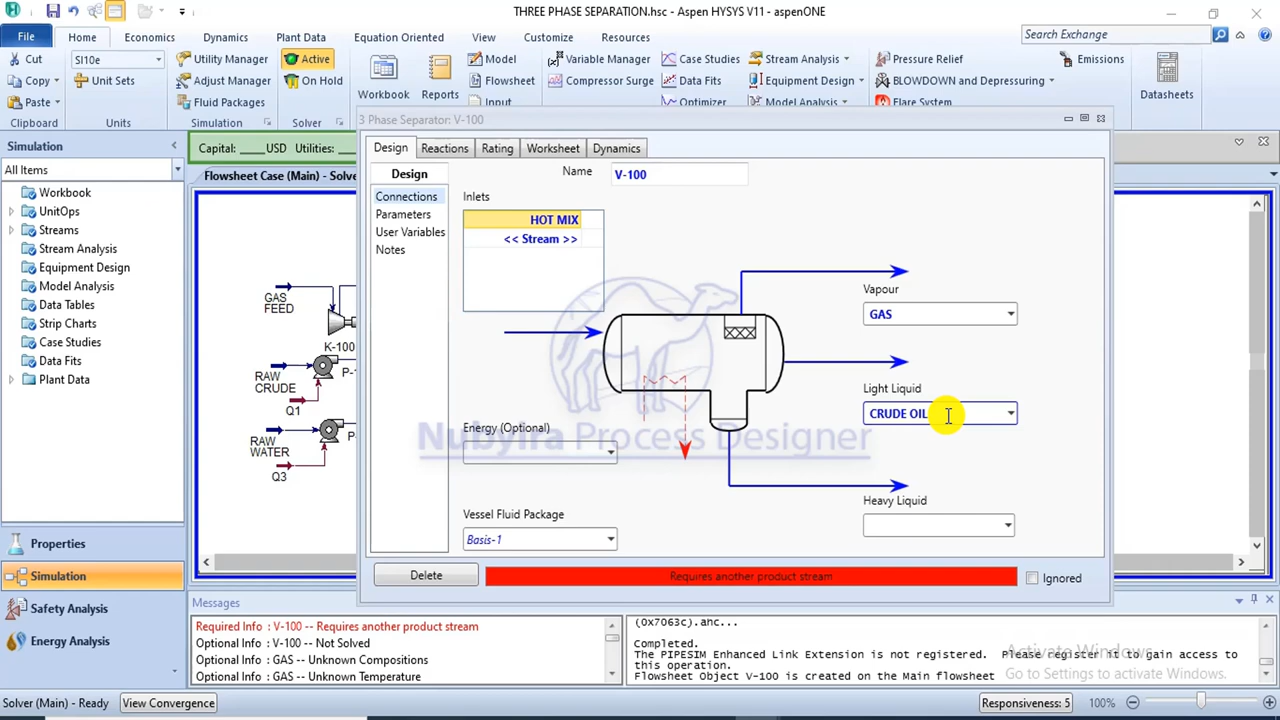 THREE PHASE SEPARATION.hsc - Aspen HYSYS V11 - aspenONE
File Home Economics Dynamics Plant Data Equation Oriented View Customize Resources Search Exchange
Cut SI10e Utility Manager Active Model Variable Manager Case Studies Stream Analysis Pressure Relief Emissions
Copy Unit Sets Adjust Manager On Hold Workbook Reports Flowsheet Compressor Surge Data Fits Equipment Design BLOWDOWN and Depressuring Datasheets
Paste Fluid Packages Input Optimizer Model Analysis Flare System
Clipboard Units Simulation Solver
Simulation
All Items
Workbook
UnitOps
Streams
Stream Analysis
Equipment Design
Model Analysis
Data Tables
Strip Charts
Case Studies
Data Fits
Plant Data
Properties
Simulation
Safety Analysis
Energy Analysis
Capital: USD Utilities:
Flowsheet Case (Main) - Solve
GAS
FEED
K-100
RAW
CRUDE
Q1
RAW
WATER
Q3
3 Phase Separator: V-100
Design Reactions Rating Worksheet Dynamics
Design
Connections
Parameters
User Variables
Notes
Name V-100
Inlets
HOT MIX
<< Stream >>
Vapour
GAS
Light Liquid
CRUDE OIL
Energy (Optional)
Nubyira Process Designer
Heavy Liquid
Vessel Fluid Package
Basis-1
Delete Requires another product stream Ignored
Messages
Required Info : V-100 -- Requires another product stream
Optional Info : V-100 -- Not Solved
Optional Info : GAS -- Unknown Compositions
Optional Info : GAS -- Unknown Temperature
(0x7063c).ahc...
Completed.
The PIPESIM Enhanced Link Extension is not registered. Please register it to gain access to
this operation.
Flowsheet Object V-100 is created on the Main flowsheet
Activate Windows
Go to Settings to activate Windows.
Solver (Main) - Ready View Convergence Responsiveness: 5 100%